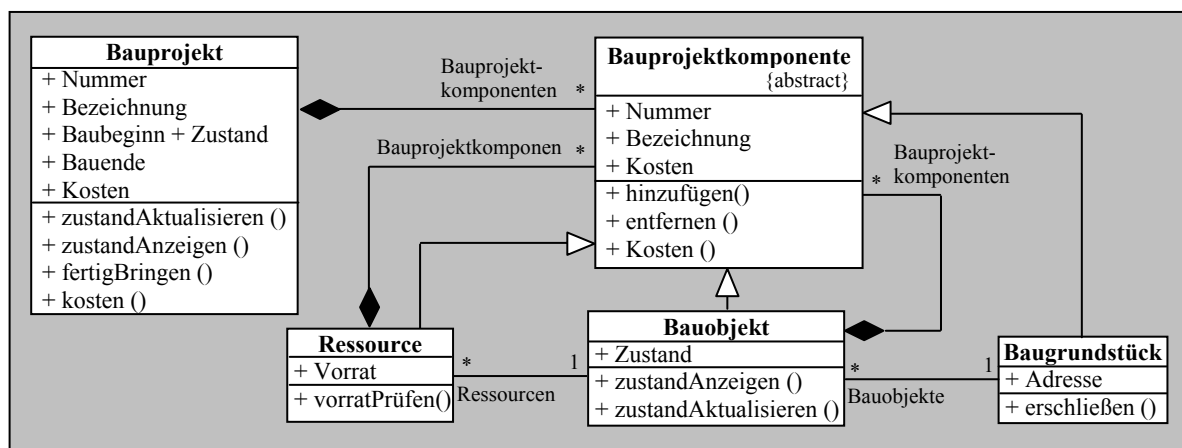 Bauprojekt
+ Nummer
+ Bezeichnung
+ Baubeginn + Zustand
+ Bauende
+ Kosten
+ zustandAktualisieren ()
+ zustandAnzeigen ()
+ fertigBringen ()
+ kosten ()
Bauprojekt-
komponenten
*
Bauprojektkomponen
*
Bauprojektkomponente
{abstract}
+ Nummer
+ Bezeichnung
+ Kosten
+ hinzufügen()
+ entfernen ()
+ Kosten ()
Bauprojekt-
* komponenten
Ressource
+ Vorrat
+ vorratPrüfen()
* 1
Ressourcen
Bauobjekt
+ Zustand
+ zustandAnzeigen ()
+ zustandAktualisieren ()
* 1
Bauobjekte
Baugrundstück
+ Adresse
+ erschließen ()